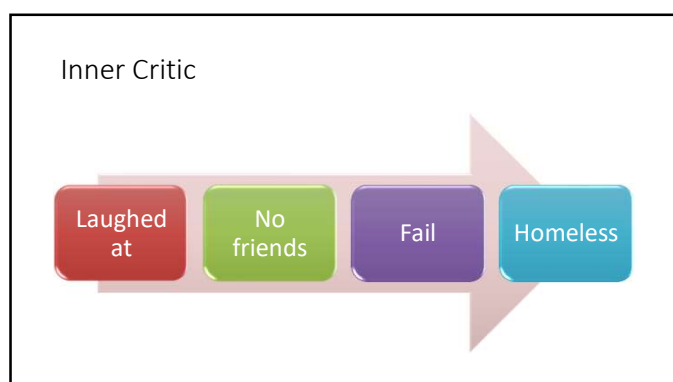 Inner Critic
Laughed
at
No
friends
Fail
Homeless